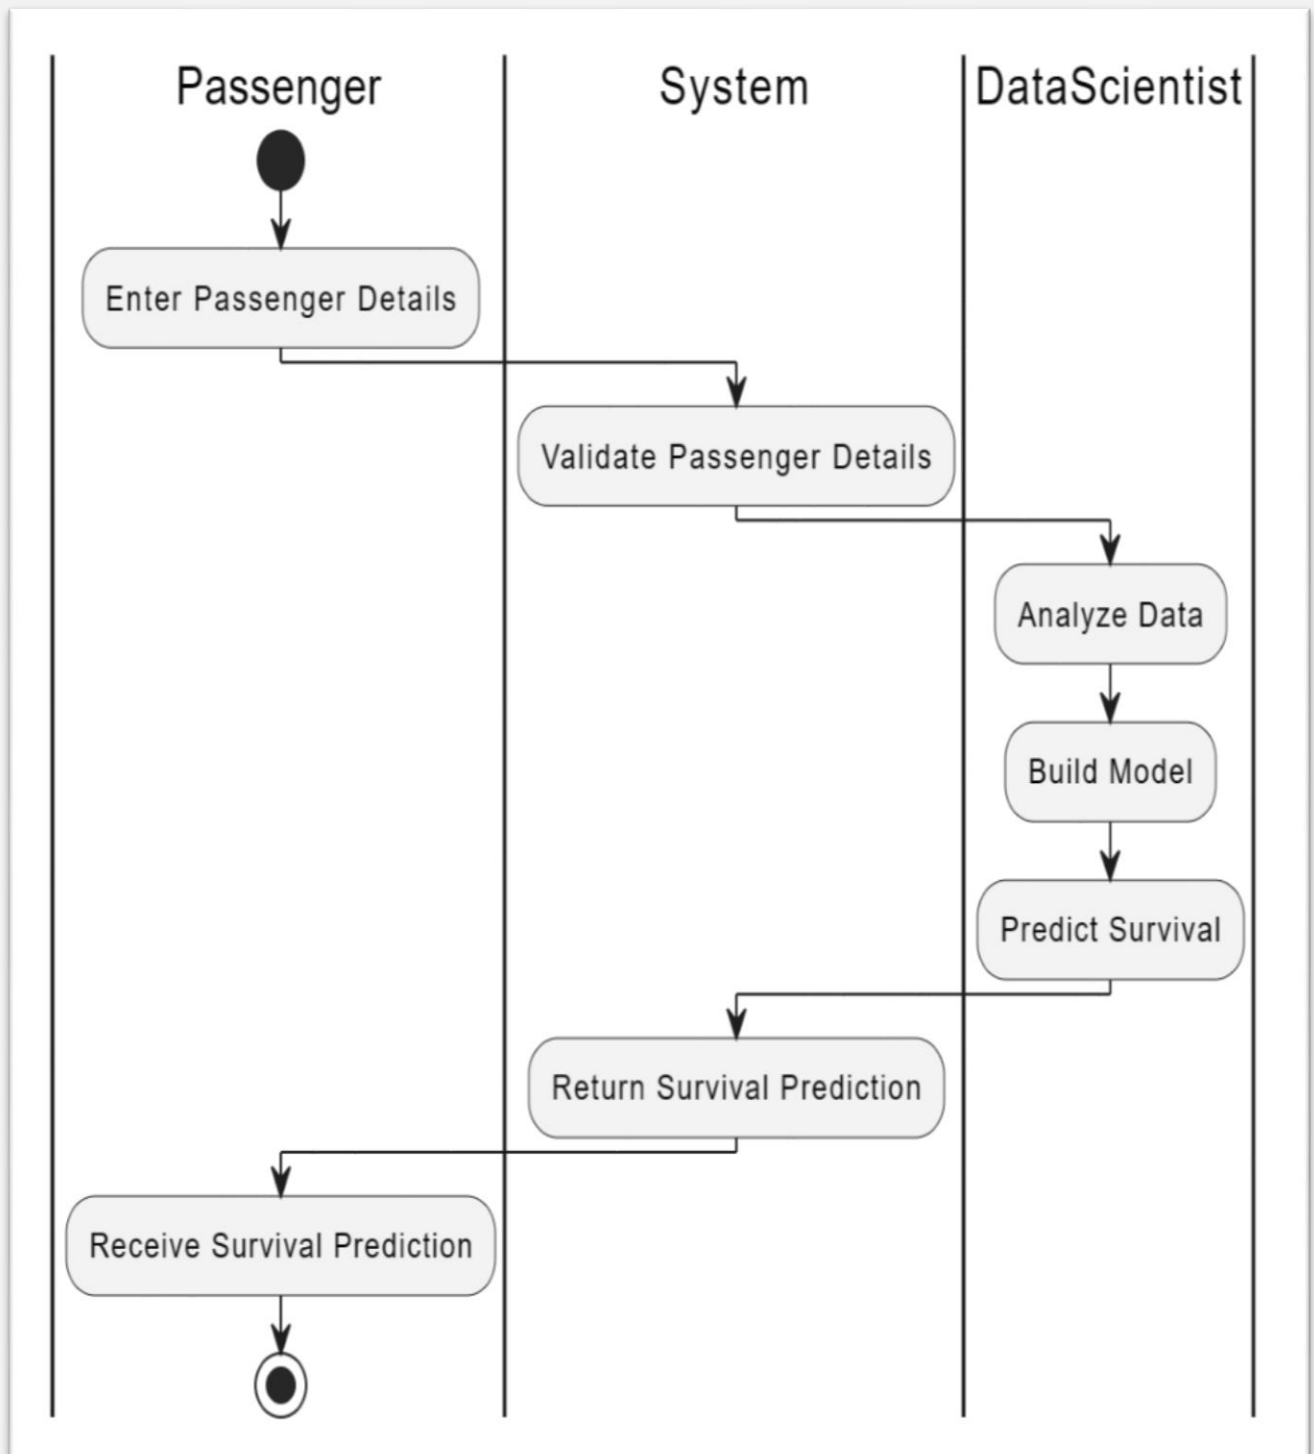 Passenger
System
DataScientist
Enter Passenger Details
Validate Passenger Details
Analyze Data
Build Model
Predict Survival
Return Survival Prediction
Receive Survival Prediction